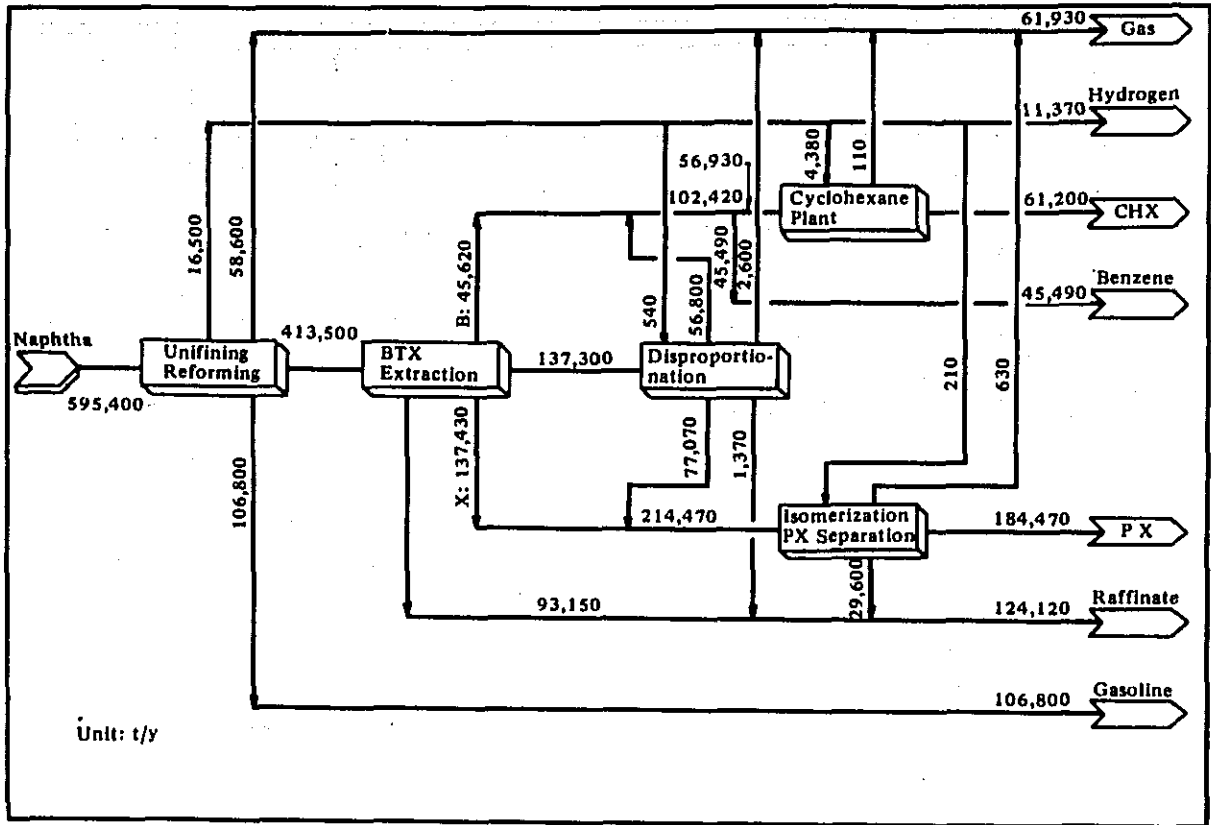 61,930
Gas
Hydrogen
11,370
56,930
4,380
110
102,420
Cyclohexane
Plant
61,200
CHX
16,500
58,600
B: 45,620
540
56,800
45,490
2,600
Benzene
45,490
Naphtha
595,400
Unifining
Reforming
413,500
BTX
Extraction
137,300
Disproportio-
nation
210
630
106,800
X: 137,430
77,070
1,370
214,470
Isomerization
PX Separation
184,470
P X
29,600
93,150
Raffinate
124,120
Gasoline
106,800
Unit: t/y